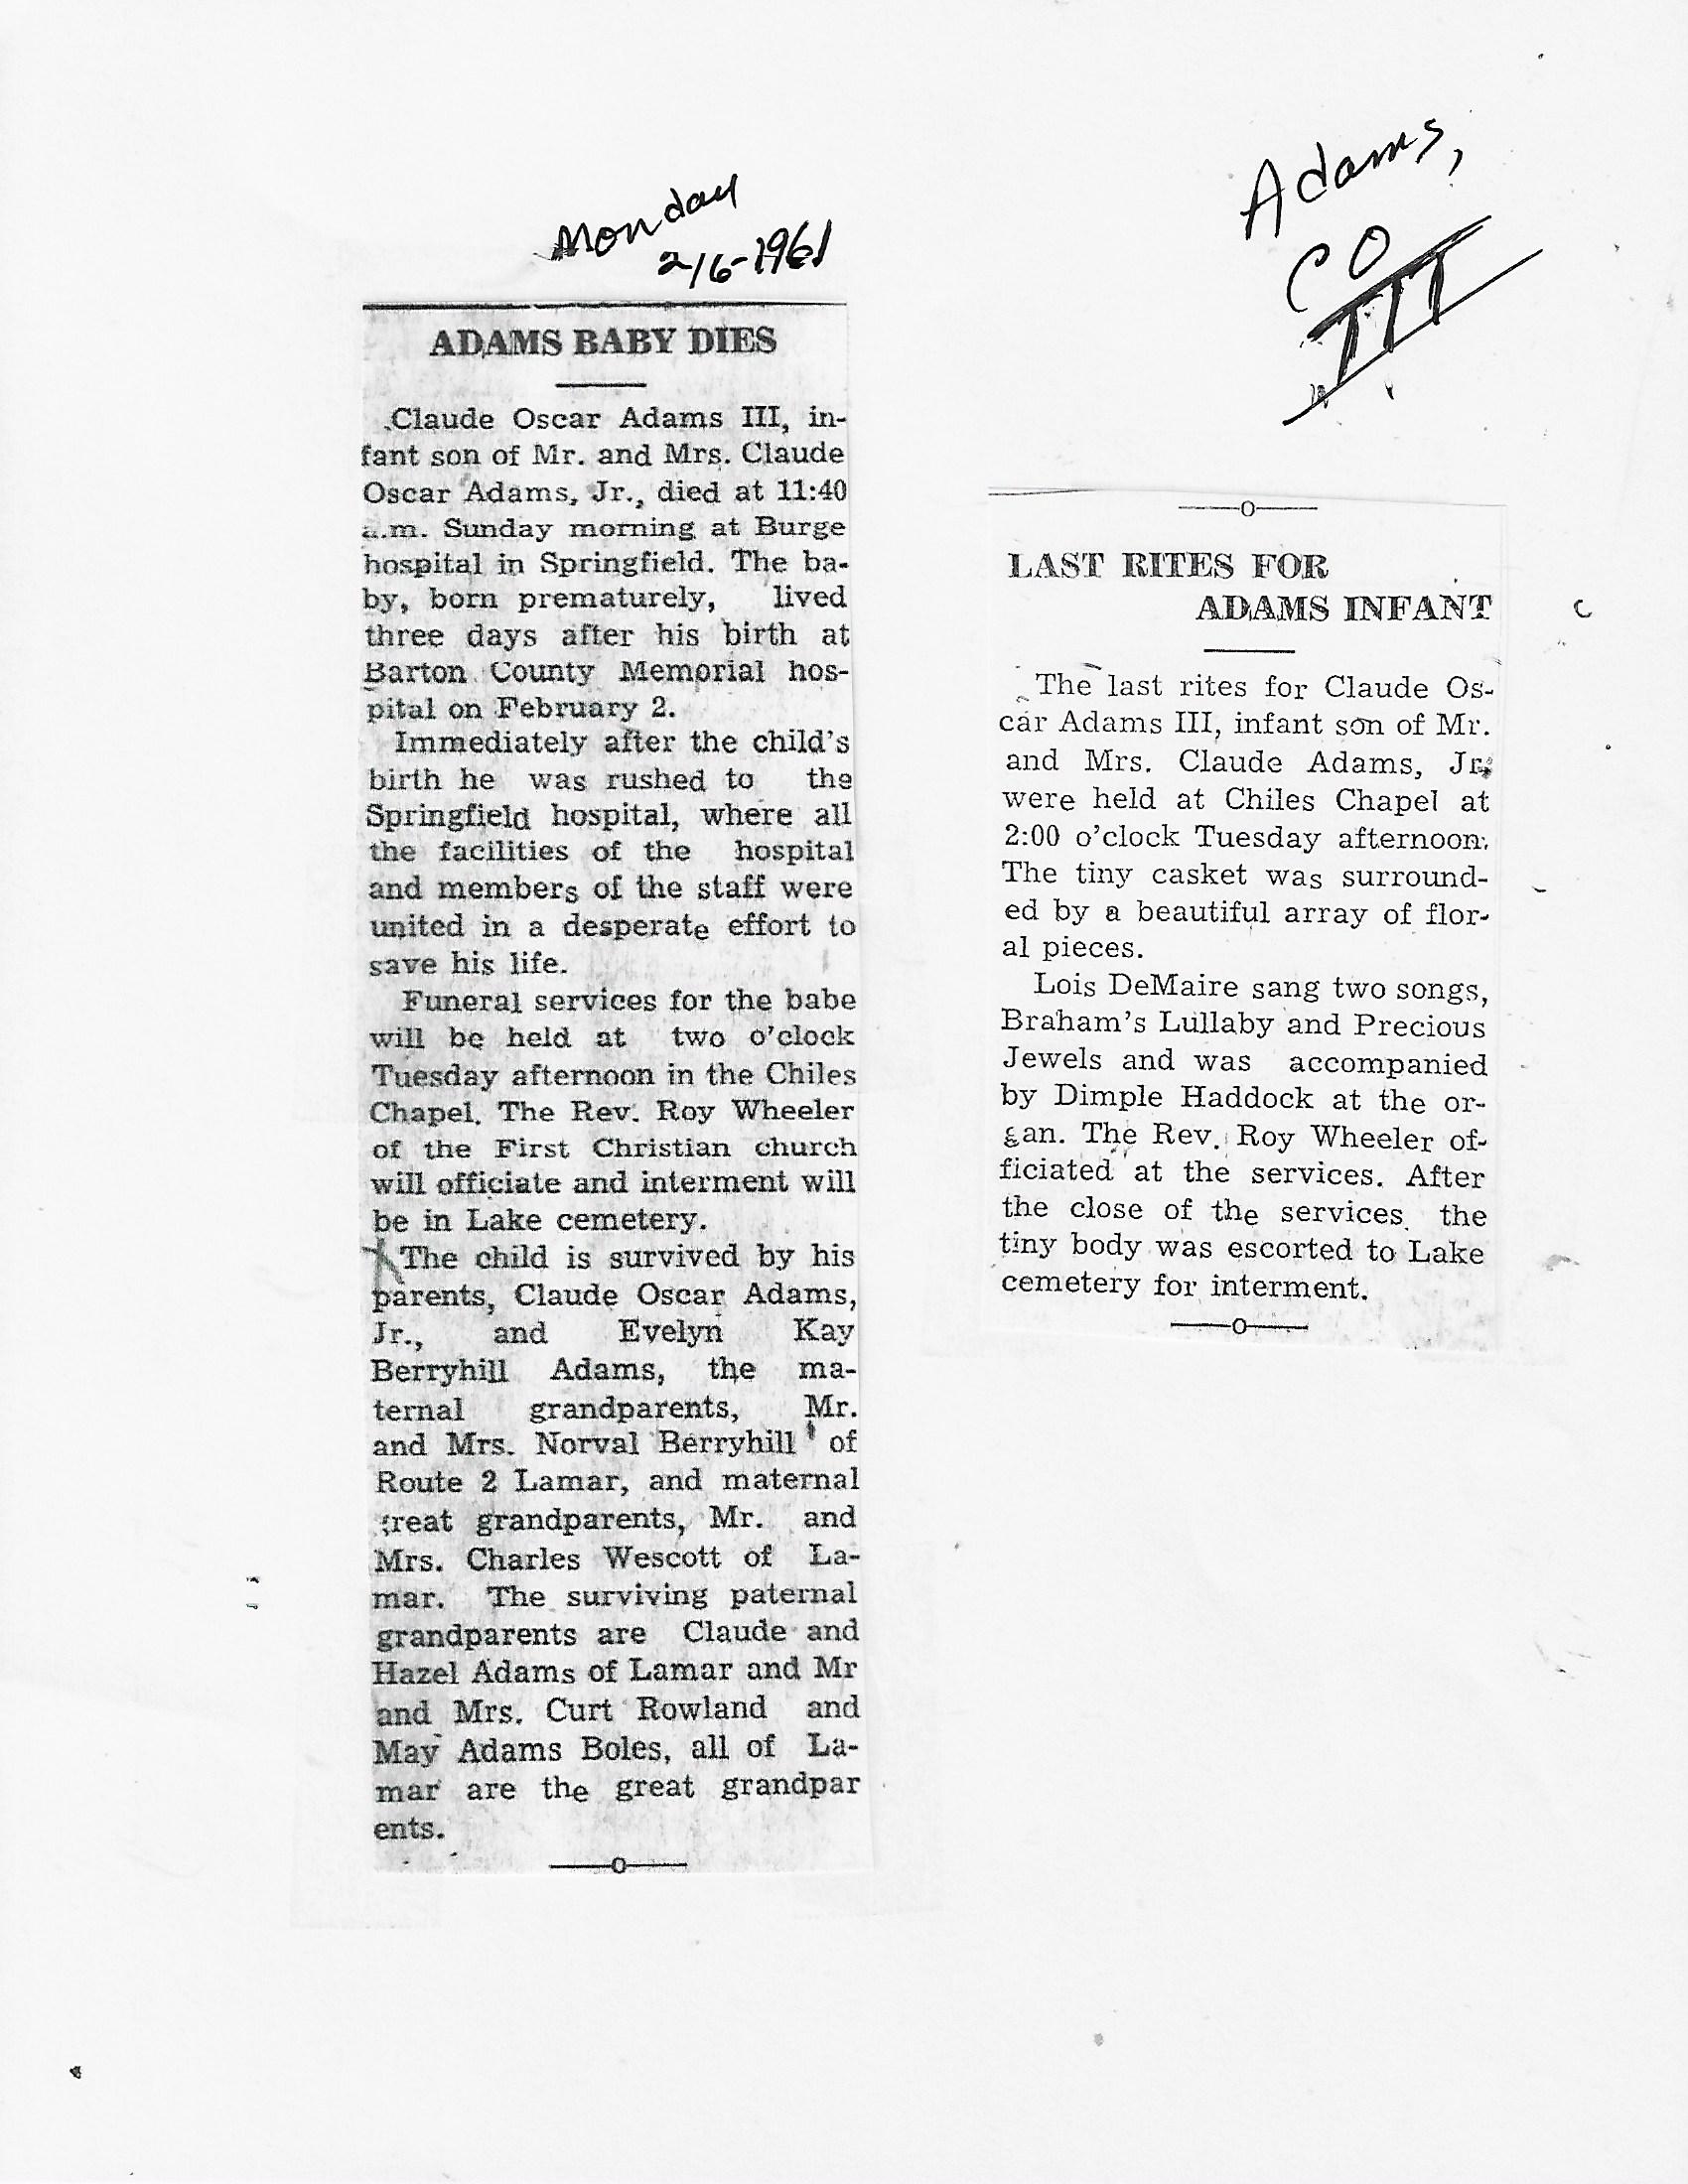 Monday
2/6-1961
ADAMS BABY DIES
Claude Oscar Adams III, in-
fant son of Mr. and Mrs. Claude
Oscar Adams, Jr., died at 11:40
a.m. Sunday morning at Burge
hospital in Springfield. The ba-
by, born prematurely, lived
three days after his birth at
Barton County Memorial hos-
pital on February 2.
Immediately after the child's
birth he was rushed to the
Springfield hospital, where all
the facilities of the hospital
and members of the staff were
united in a desperate effort to
save his life.
Funeral services for the babe
will be held at two o'clock
Tuesday afternoon in the Chiles
Chapel. The Rev. Roy Wheeler
of the First Christian church
will officiate and interment will
be in Lake cemetery.
The child is survived by his
parents, Claude Oscar Adams,
Jr., and Evelyn Kay
Berryhill Adams, the ma-
ternal grandparents, Mr.
and Mrs. Norval Berryhill of
Route 2 Lamar, and maternal
great grandparents, Mr. and
Mrs. Charles Wescott of La-
mar. The surviving paternal
grandparents are Claude and
Hazel Adams of Lamar and Mr
and Mrs. Curt Rowland and
May Adams Boles, all of La-
mar are the great grandpar
ents.
Adams,
CO
III
LAST RITES FOR
ADAMS INFANT
The last rites for Claude Os-
car Adams III, infant son of Mr.
and Mrs. Claude Adams, Jr.
were held at Chiles Chapel at
2:00 o'clock Tuesday afternoon.
The tiny casket was surround-
ed by a beautiful array of flor-
al pieces.
Lois DeMaire sang two songs,
Braham's Lullaby and Precious
Jewels and was accompanied
by Dimple Haddock at the or-
gan. The Rev. Roy Wheeler of-
ficiated at the services. After
the close of the services, the
tiny body was escorted to Lake
cemetery for interment.